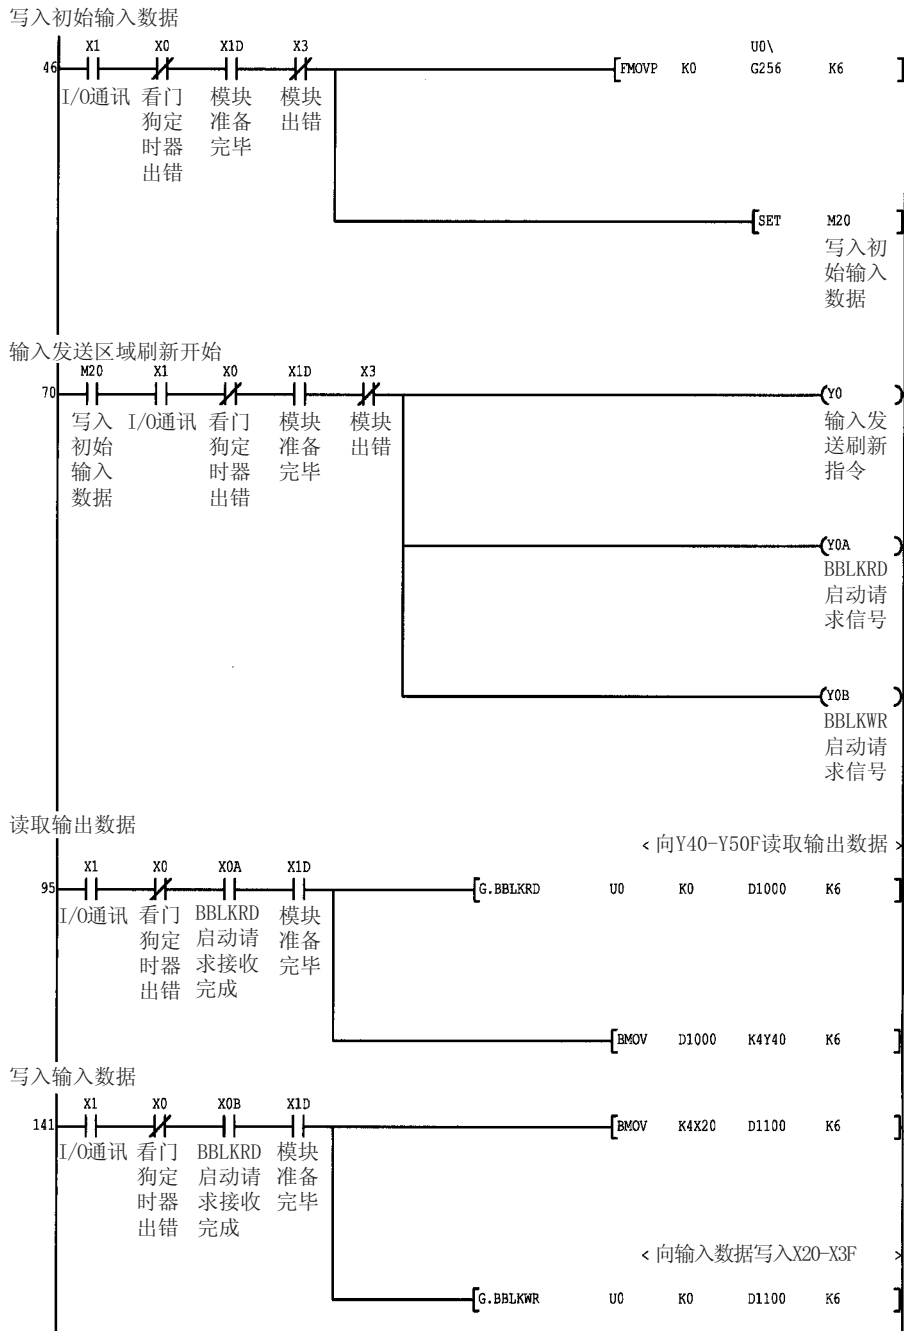 写入初始输入数据
X1 X0 X1D X3 U0\
46 FMOVP K0 G256 K6
I/O通讯 看门 模块 模块
狗定 准备 出错
时器 完毕
出错
SET M20
写入初
始输入
数据
输入发送区域刷新开始
M20 X1 X0 X1D X3
70 Y0
写入 I/O通讯 看门 模块 模块 输入发
初始 狗定 准备 出错 送刷新
输入 时器 完毕 指令
数据 出错
Y0A
BBLKRD
启动请
求信号
Y0B
BBLKWR
启动请
求信号
读取输出数据
<向Y40-Y50F读取输出数据>
X1 X0 X0A X1D
95 G.BBLKRD U0 K0 D1000 K6
I/O通讯 看门 BBLKRD 模块
狗定 启动请 准备
时器 求接收 完毕
出错 完成
BMOV D1000 K4Y40 K6
写入输入数据
X1 X0 X0B X1D
141 BMOV K4X20 D1100 K6
I/O通讯 看门 BBLKRD 模块
狗定 启动请 准备
时器 求接收 完毕
出错 完成
<向输入数据写入X20-X3F >
G.BBLKWR U0 K0 D1100 K6